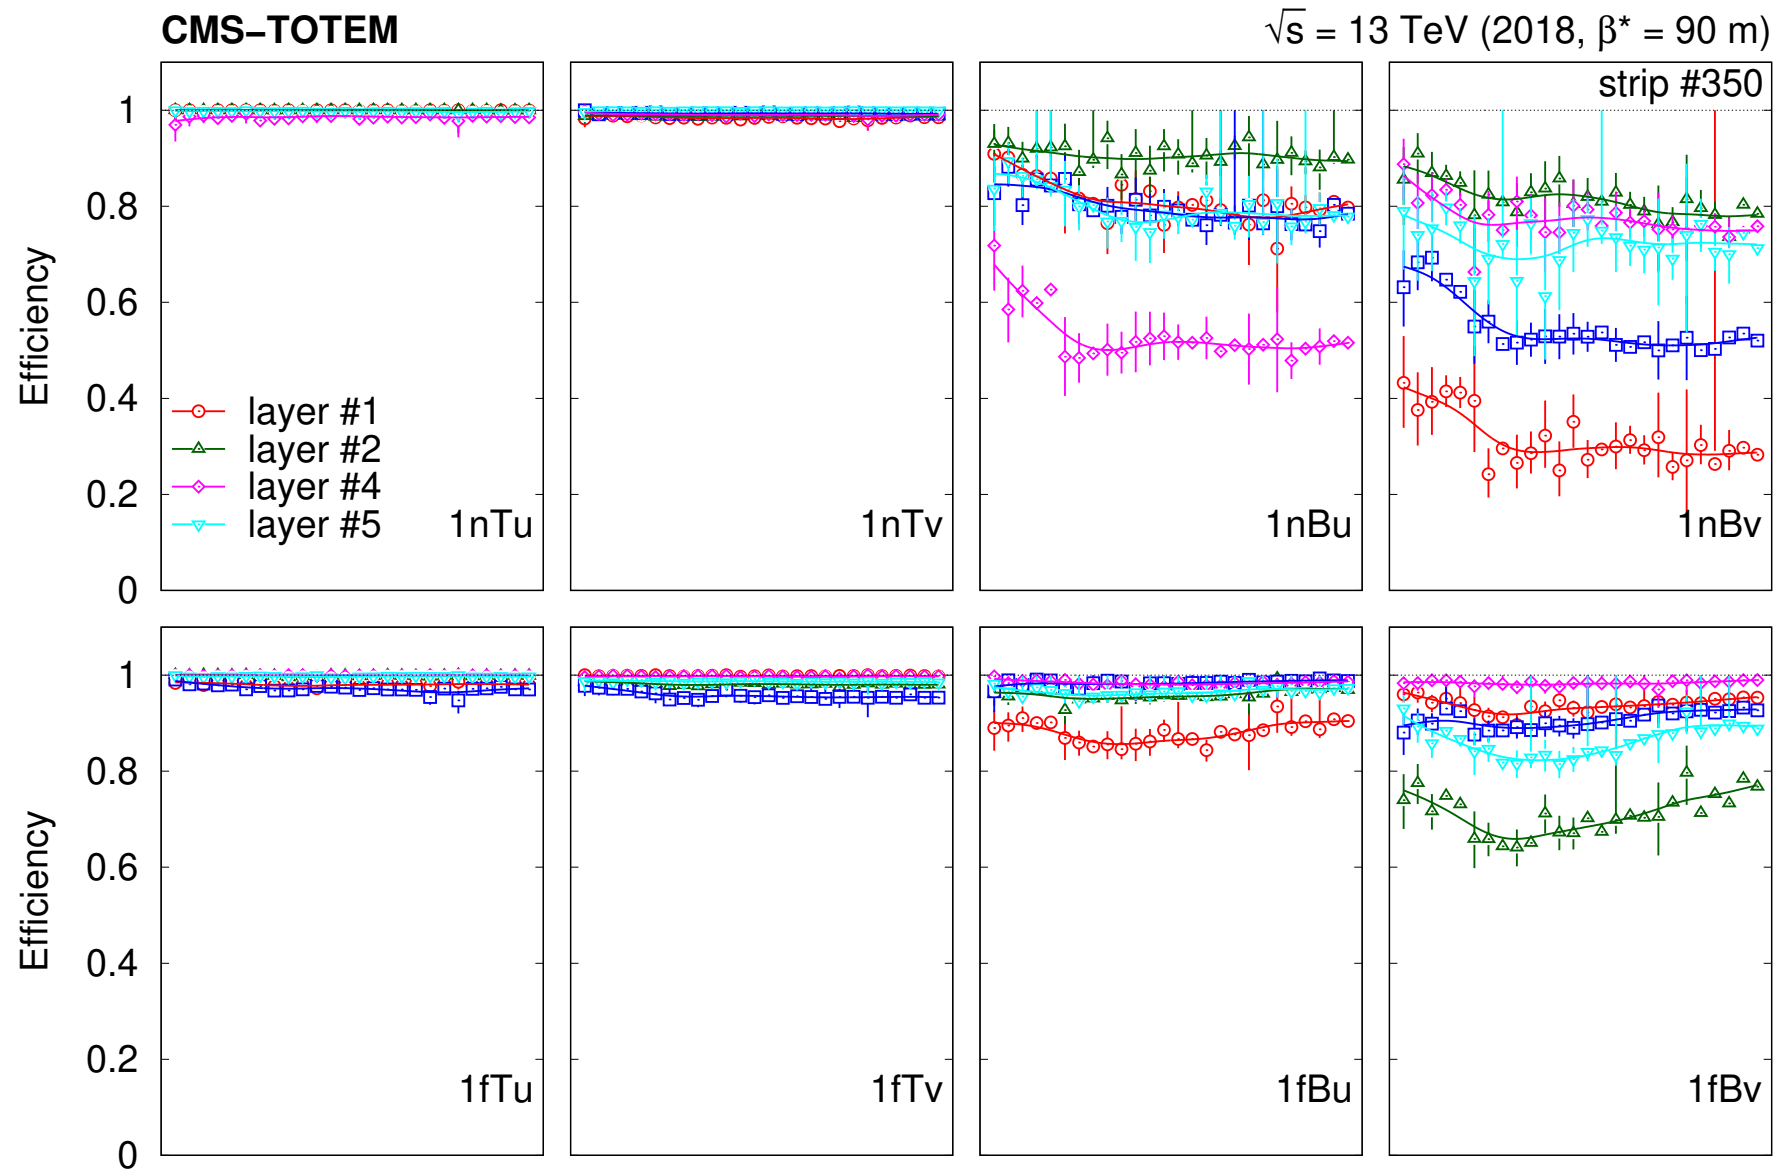 CMS−TOTEM
√s = 13 TeV (2018, β* = 90 m)
strip #350
Efficiency
1
0.8
0.6
0.4
0.2
0
layer #1
layer #2
layer #4
layer #5
1nTu
1nTv
1nBu
1nBv
Efficiency
1
0.8
0.6
0.4
0.2
0
1fTu
1fTv
1fBu
1fBv